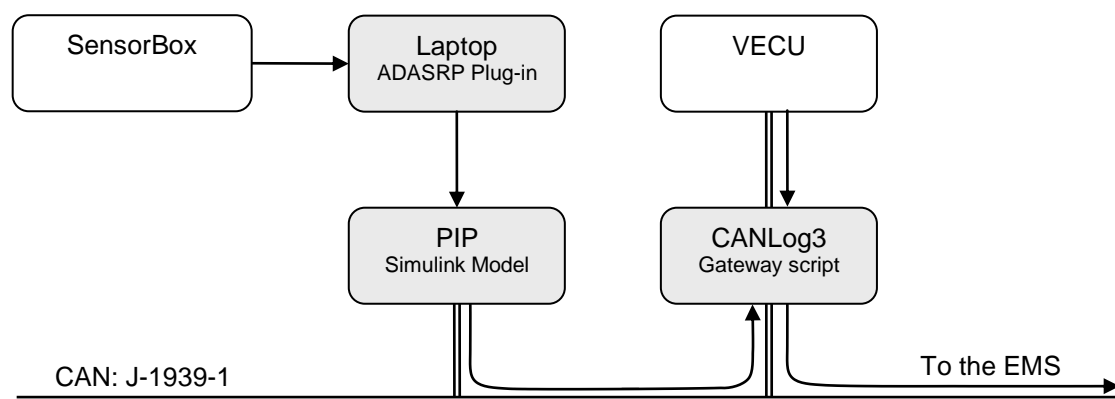 SensorBox
Laptop
ADASRP Plug-in
VECU
PIP
Simulink Model
CANLog3
Gateway script
CAN: J-1939-1
To the EMS